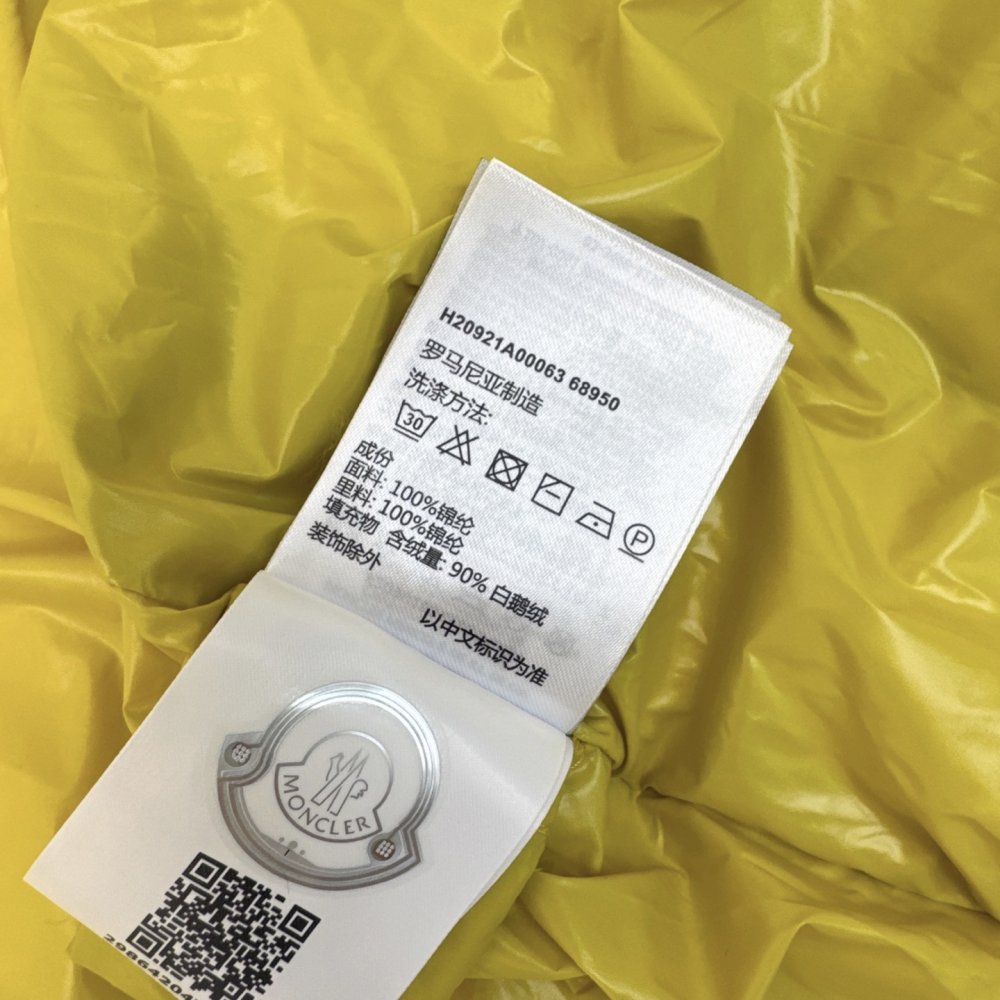 H20921A00063 68950
罗马尼亚制造
洗涤方法:
30
P
成份
面料: 100%锦纶
里料: 100%锦纶
填充物 含绒量: 90% 白鹅绒
装饰除外
以中文标识为准
MONCLER